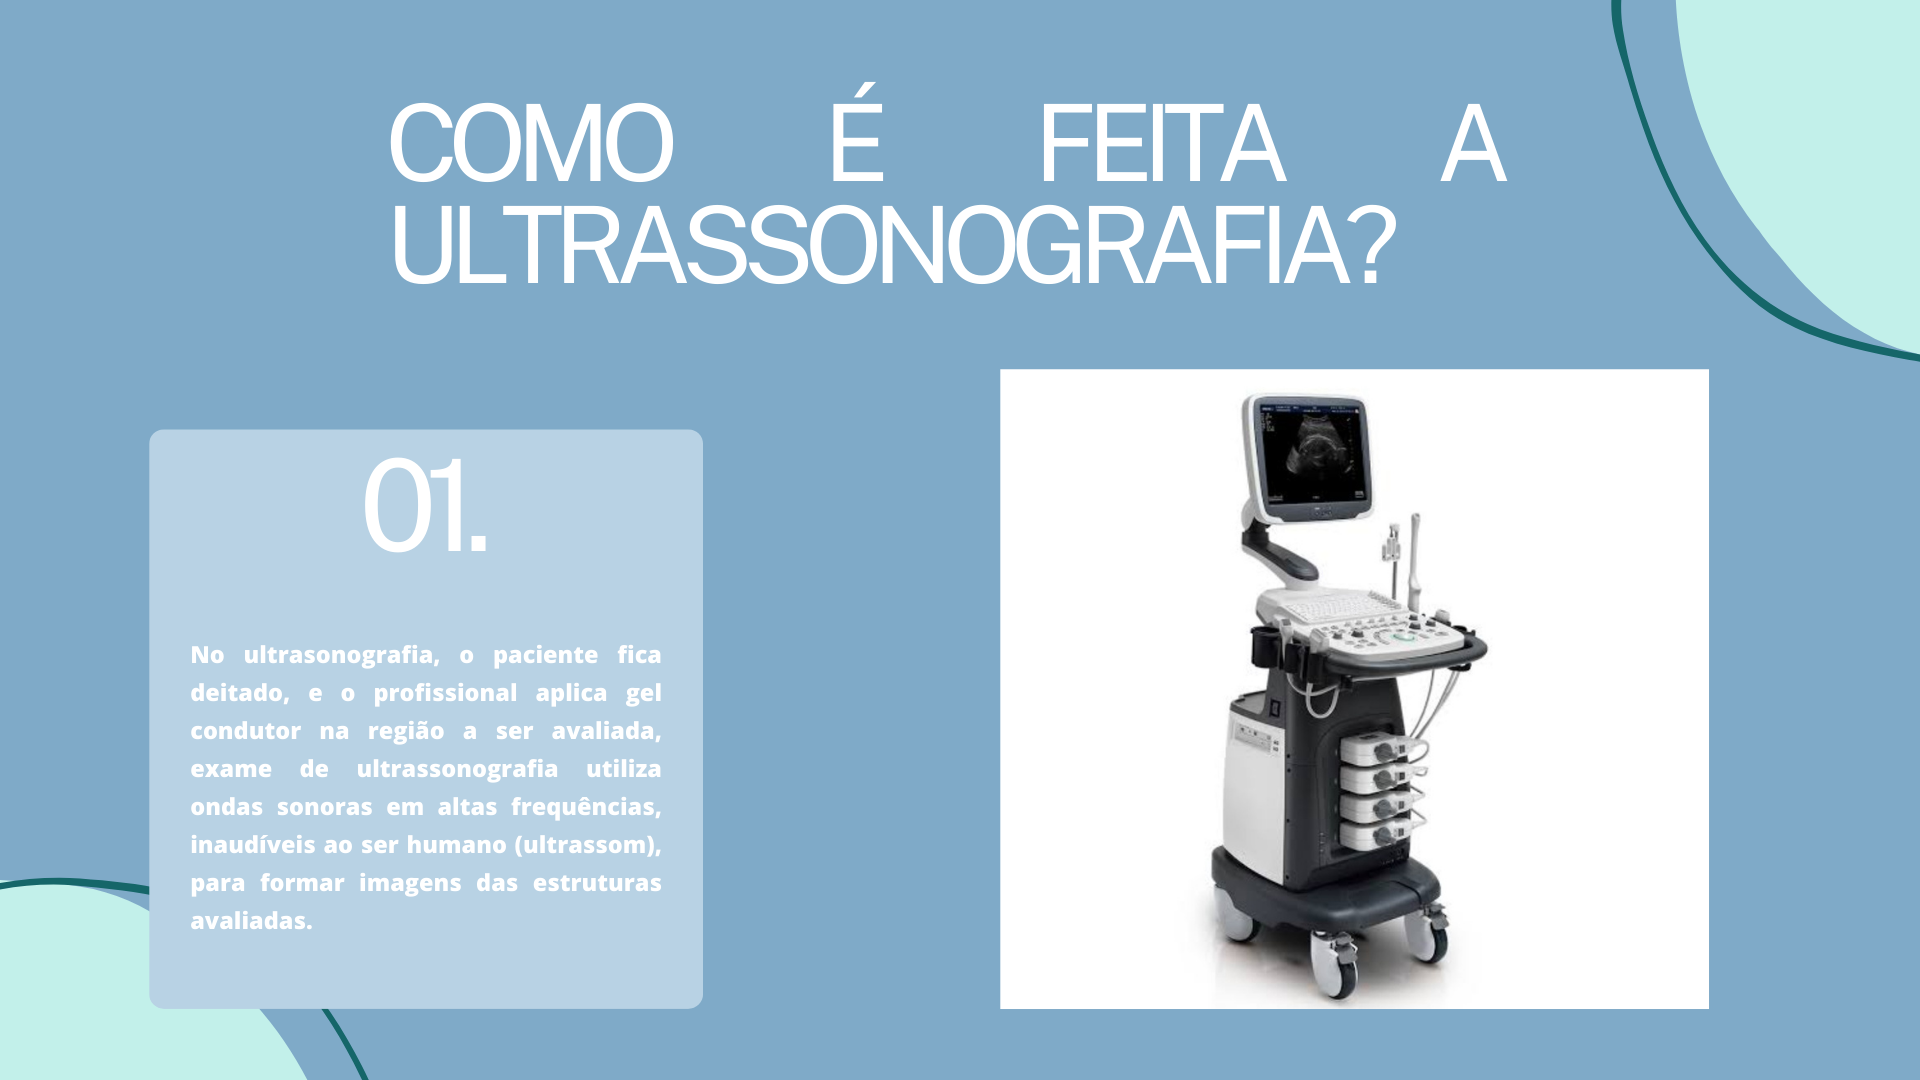 COMO É FEITA A
ULTRASSONOGRAFIA?
01.
No ultrasonografia, o paciente fica
deitado, e o profissional aplica gel
condutor na região a ser avaliada,
exame de ultrassonografia utiliza
ondas sonoras em altas frequências,
inaudíveis ao ser humano (ultrassom),
para formar imagens das estruturas
avaliadas.